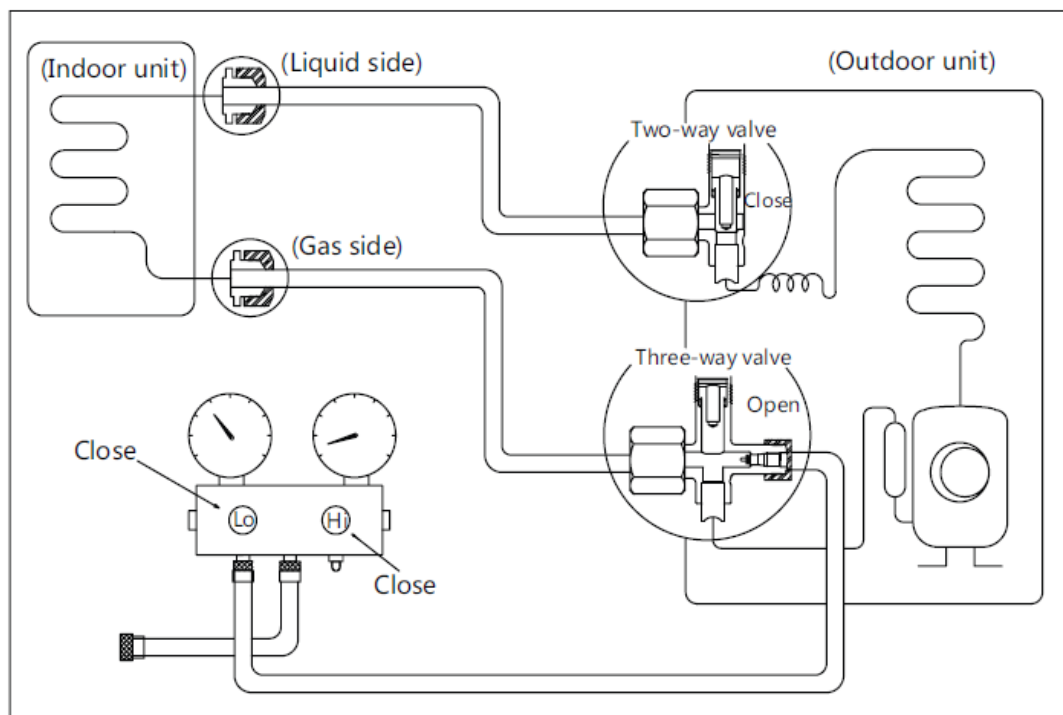 (Indoor unit)
(Liquid side)
(Outdoor unit)
Two-way valve
Close
(Gas side)
Three-way valve
Open
Close
Lo
Hi
Close